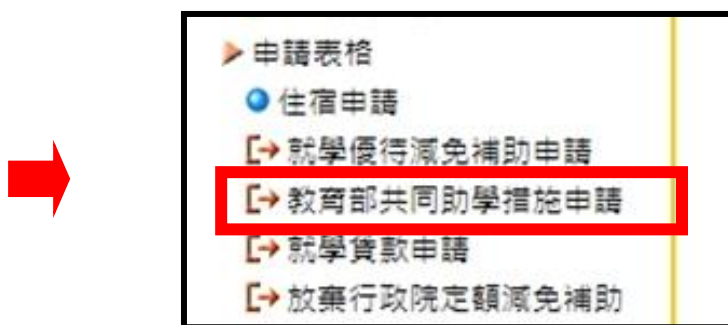 申請表格
住宿申請
就學優待減免補助申請
教育部共同助學措施申請
就學貸款申請
放棄行政院定額減免補助